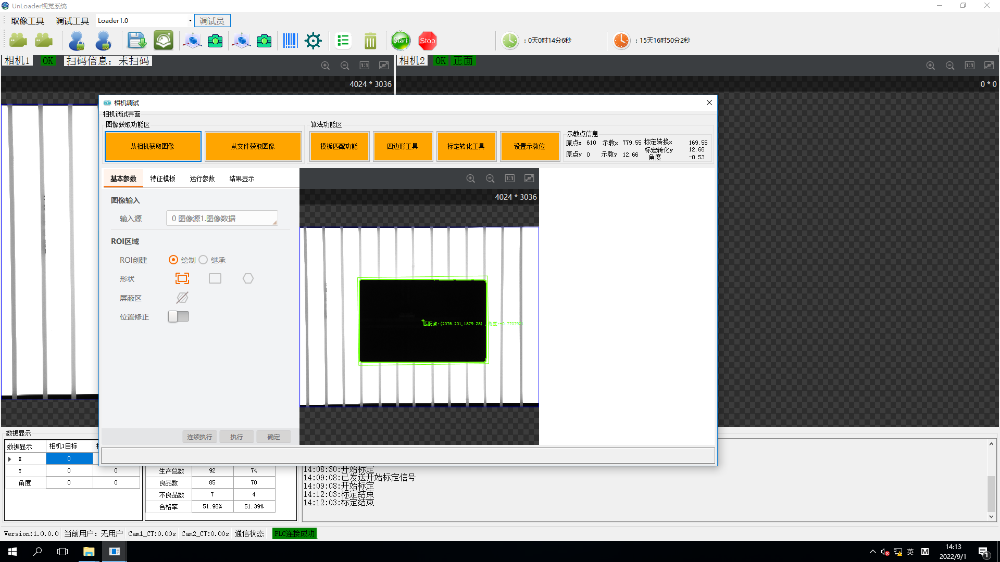 UnLoader视觉系统
取像工具 调试工具 Loader1.0 调试员
Start Stop : 0天0时14分6秒 : 15天16时50分2秒
相机1 OK 扫码信息: 未扫码 1:1
相机2 OK 正面 1:1
4024 * 3036
0 * 0
相机调试
相机调试界面
图像获取功能区
从相机获取图像 从文件获取图像
算法功能区
模板匹配功能 四边形工具 标定转化工具 设置示教位
示教点信息
原点x 610 示教x 779.55 标定转换x 169.55
标定转化y 12.66
原点y 0 示教y 12.66 角度 -0.53
基本参数 特征模板 运行参数 结果显示
图像输入
输入源 0 图像源1.图像数据
ROI区域
ROI创建 绘制 继承
形状
屏蔽区
位置修正
连续执行 执行 确定
1:1
4024 * 3036
匹配点:(2076.201,1579.25)
数据显示
数据显示 相机1目标
X 0
Y 0 0
角度 0 0
生产总数 92 74
良品数 85 70
不良品数 7 4
合格率 51.98% 51.39%
14:08:30:开始标定
14:09:08:已发送开始标定信号
14:09:08:开始标定
14:12:03:标定结束
14:12:03:标定结束
Version:1.0.0.0 当前用户: 无用户 Cam1_CT:0.00s Cam2_CT:0.00s 通信状态 PLC连接成功
英 M 14:13
2022/9/1 1